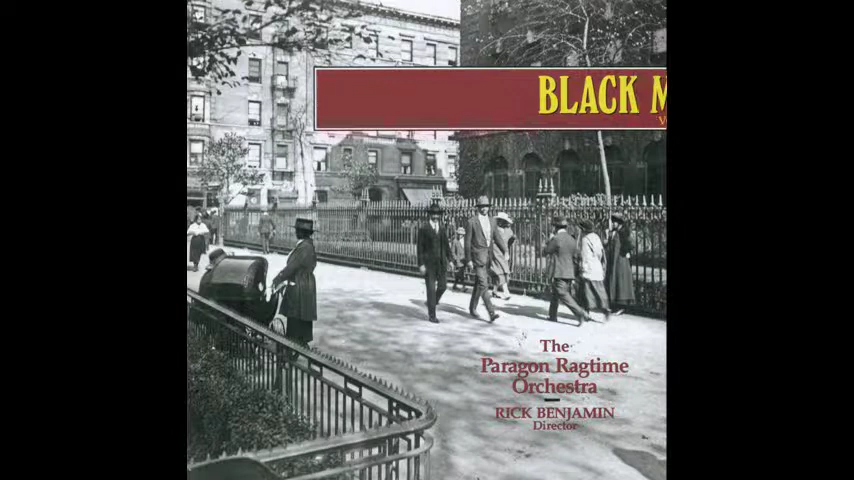 BLACK M
The
Paragon Ragtime
Orchestra
RICK BENJAMIN
Director